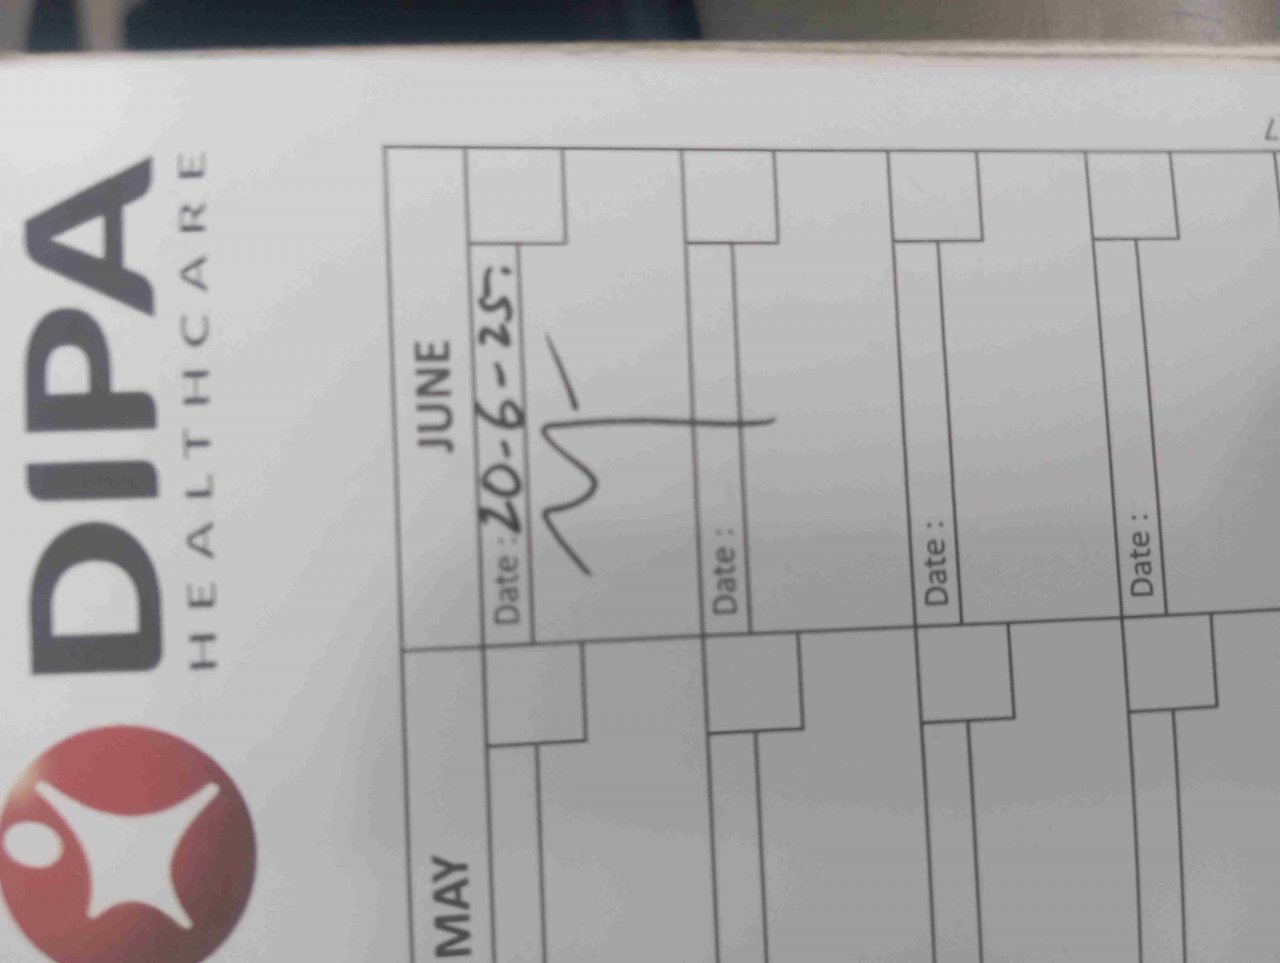 DIPA
HEALTHCARE
MAY
JUNE
Date : 20-6-25.
Date :
Date :
Date :